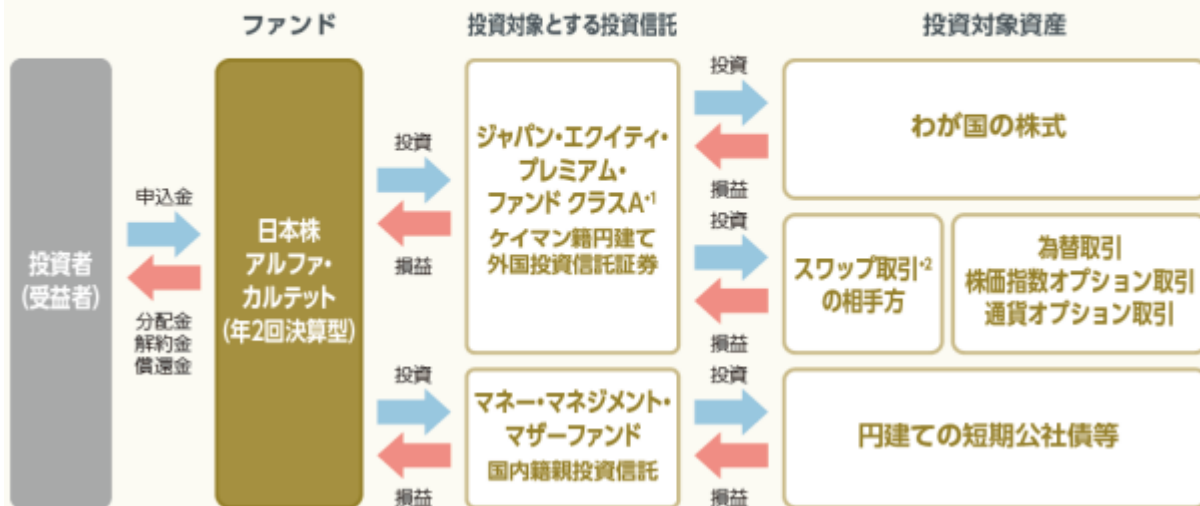 ファンド
投資対象とする投資信託
投資対象資産
投資者
(受益者)
申込金
分配金
解約金
償還金
日本株
アルファ・
カルテット
(年2回決算型)
投資
損益
ジャパン・エクイティ・
プレミアム・
ファンド クラスA*1
ケイマン籍円建て
外国投資信託証券
投資
損益
わが国の株式
投資
損益
スワップ取引*2
の相手方
為替取引
株価指数オプション取引
通貨オプション取引
投資
損益
マネー・マネジメント・
マザーファンド
国内籍親投資信託
投資
損益
円建ての短期公社債等